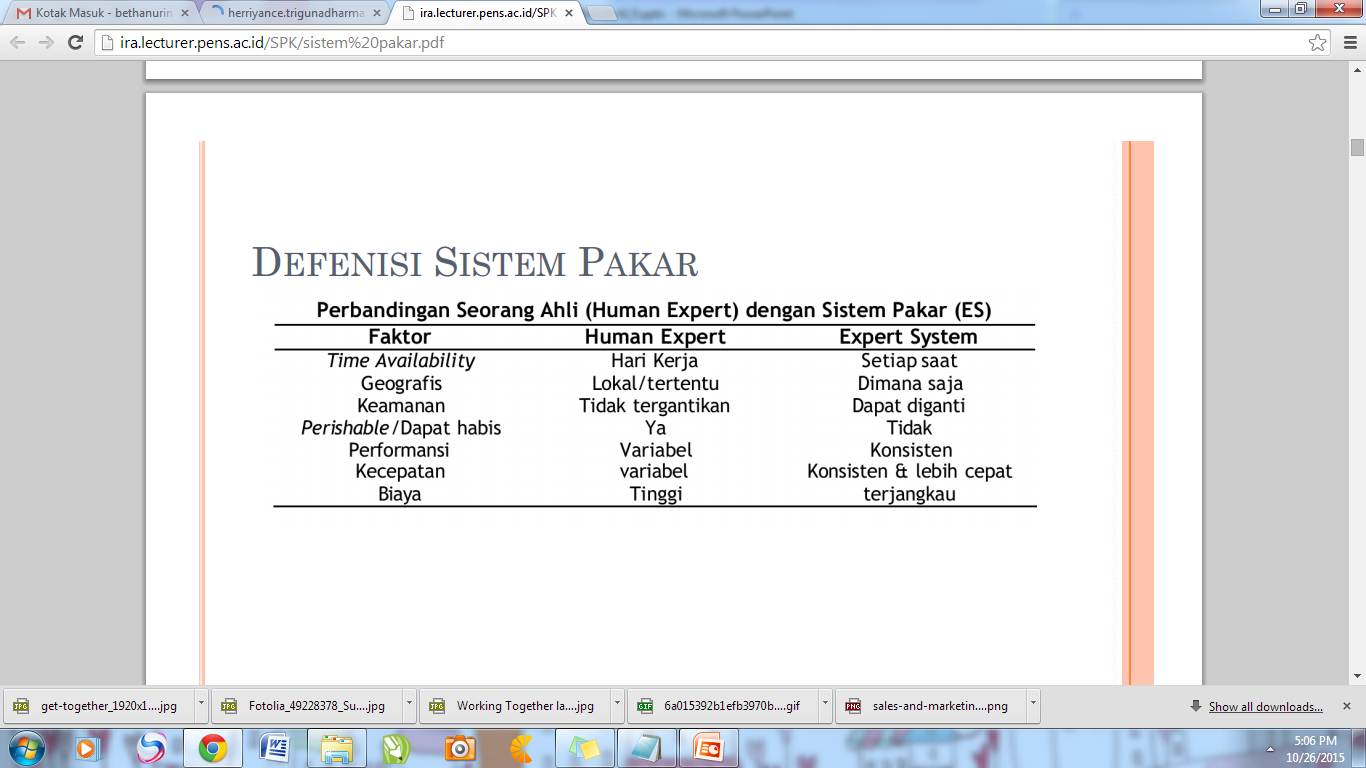 Kotak Masuk - bethanurin
herriyance.trigunadharma
ira.lecturer.pens.ac.id/SPK
Microsoft PowerPoint
ira.lecturer.pens.ac.id/SPK/sistem%20pakar.pdf
DEFENISI SISTEM PAKAR
Perbandingan Seorang Ahli (Human Expert) dengan Sistem Pakar (ES)
Faktor Human Expert Expert System
Time Availability Hari Kerja Setiap saat
Geografis Lokal/tertentu Dimana saja
Keamanan Tidak tergantikan Dapat diganti
Perishable/Dapat habis Ya Tidak
Performansi Variabel Konsisten
Kecepatan variabel Konsisten & lebih cepat
Biaya Tinggi terjangkau
get-together_1920x1....jpg
Fotolia_49228378_Su....jpg
Working Together la....jpg
6a015392b1efb3970b....gif
sales-and-marketin....png
Show all downloads...
5:06 PM
10/26/2015